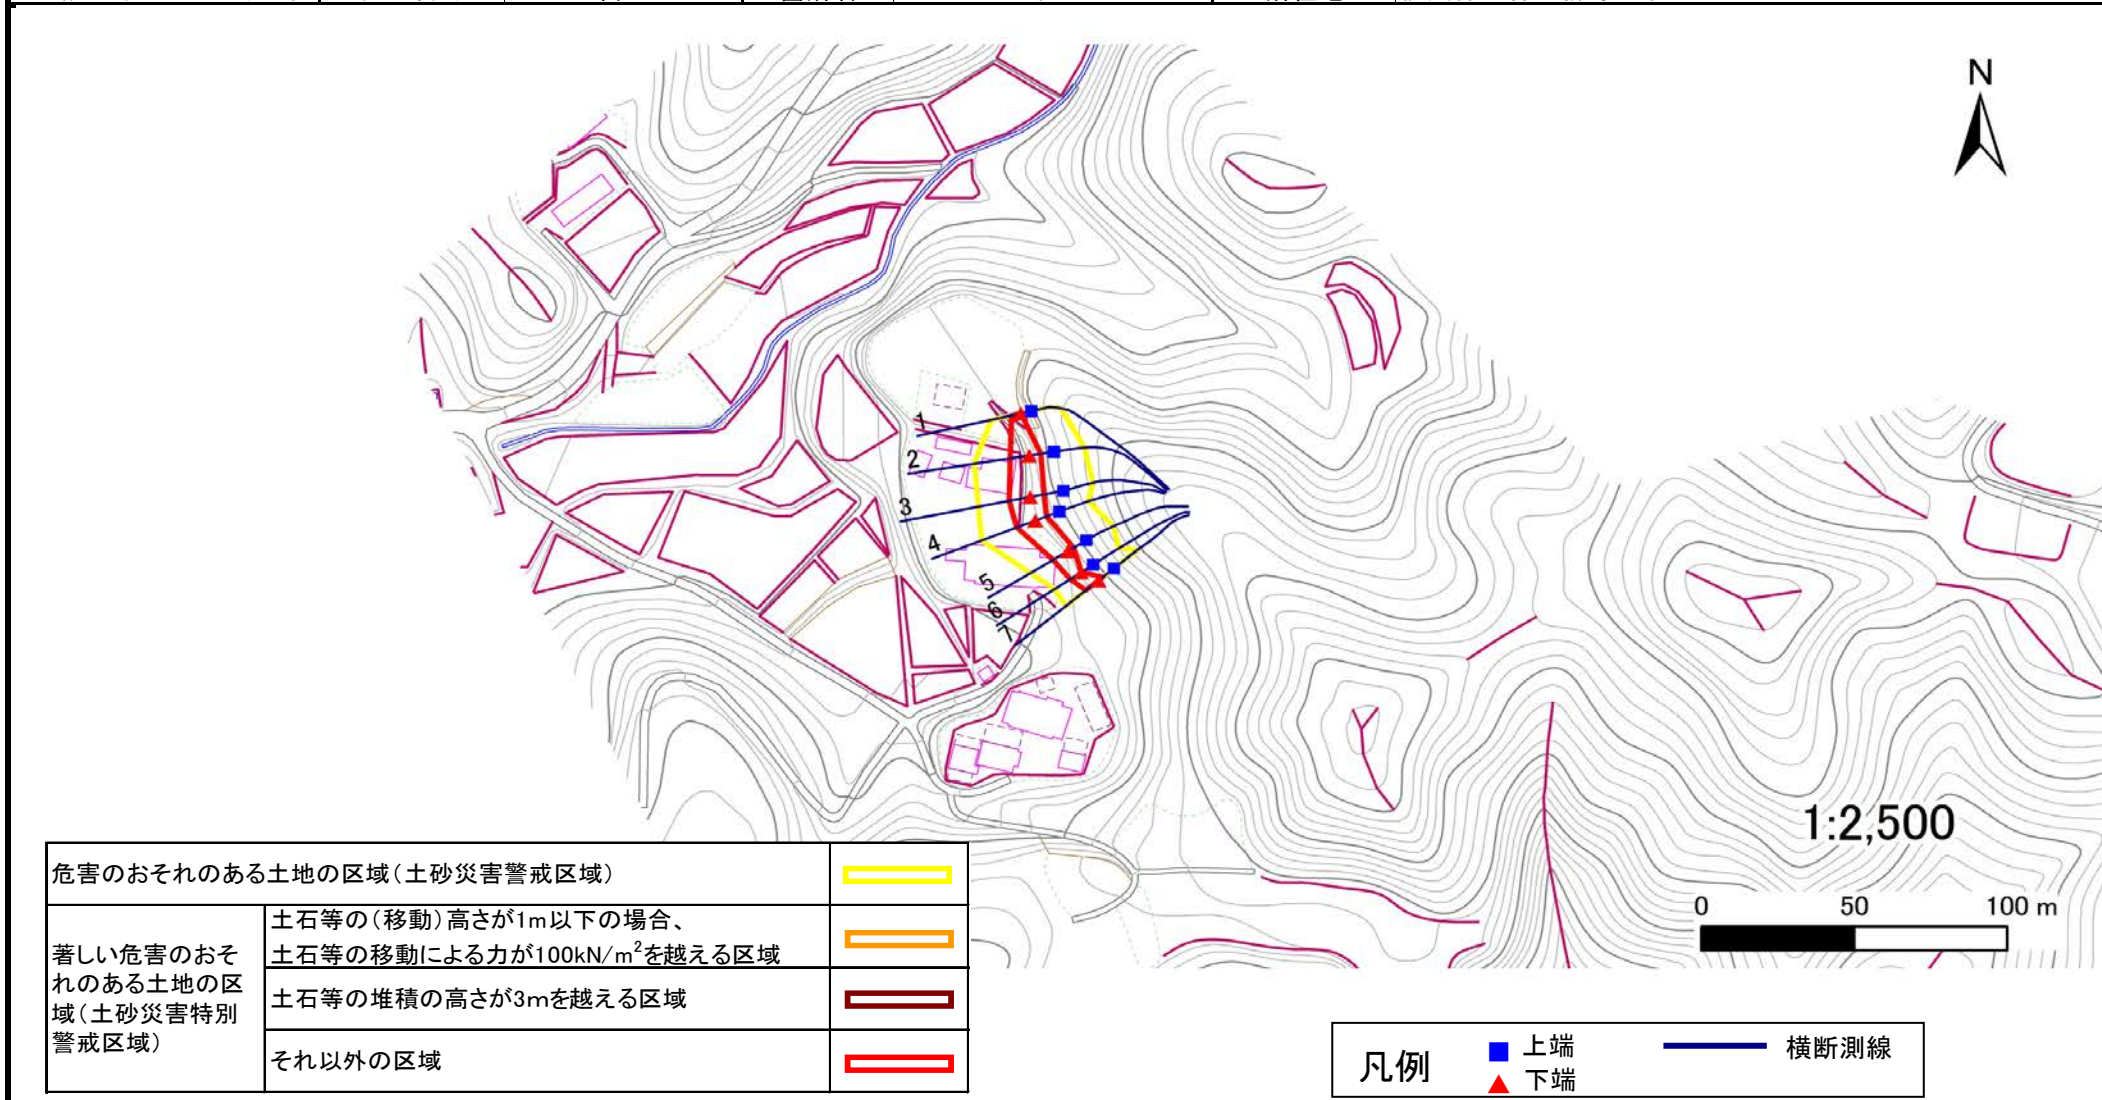 N
1
2
3
4
5
6
7
1:2,500
0 50 100 m
危害のおそれのある土地の区域(土砂災害警戒区域)
著しい危害のおそ
れのある土地の区
域(土砂災害特別
警戒区域)
土石等の(移動)高さが1m以下の場合、
土石等の移動による力が100kN/m²を越える区域
土石等の堆積の高さが3mを越える区域
それ以外の区域
凡例
上端
下端
横断測線